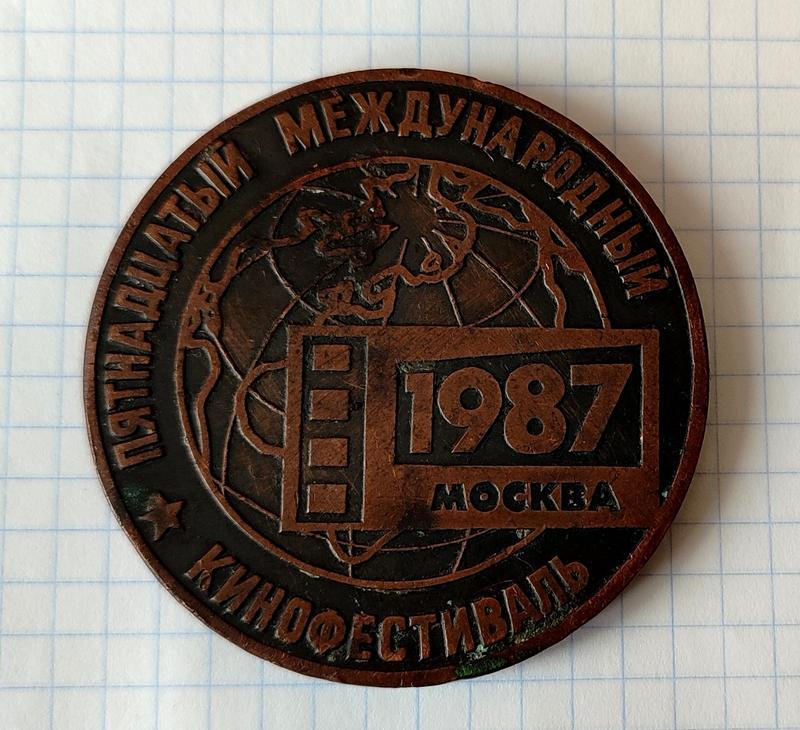 ПЯТНАДЦАТЫЙ МЕЖДУНАРОДНЫЙ
КИНОФЕСТИВАЛЬ
1987
МОСКВА